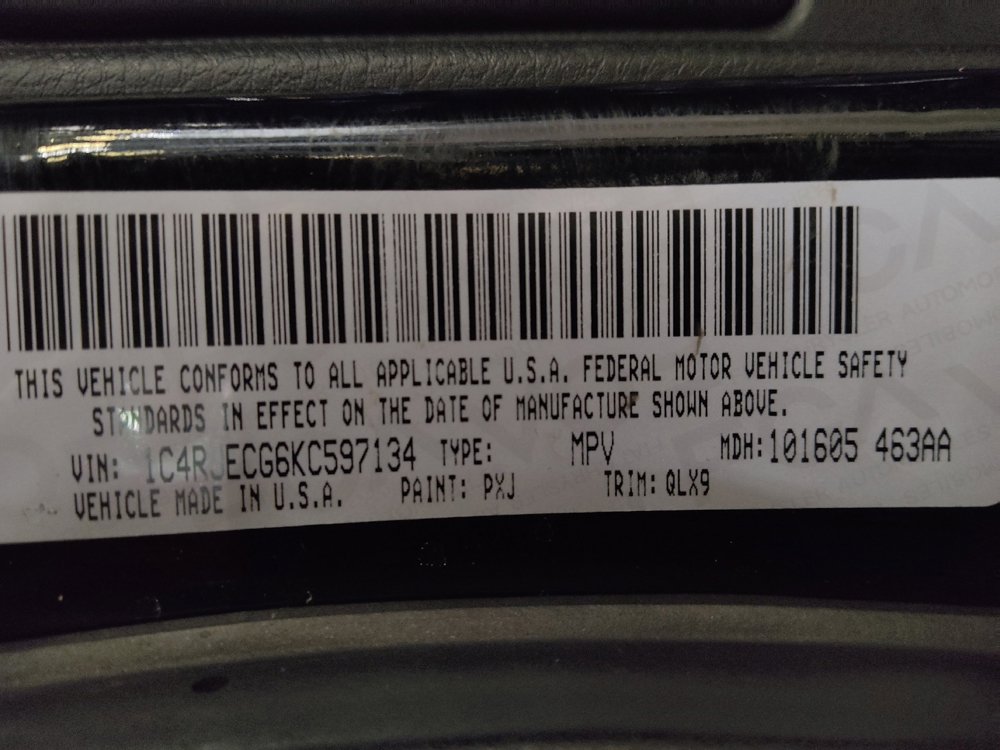 THIS VEHICLE CONFORMS TO ALL APPLICABLE U.S.A. FEDERAL MOTOR VEHICLE SAFETY
STANDARDS IN EFFECT ON THE DATE OF MANUFACTURE SHOWN ABOVE.
VIN: 1C4RJECG6KC597134 TYPE: MPV MDH:101605 463AA
VEHICLE MADE IN U.S.A. PAINT: PXJ TRIM: QLX9